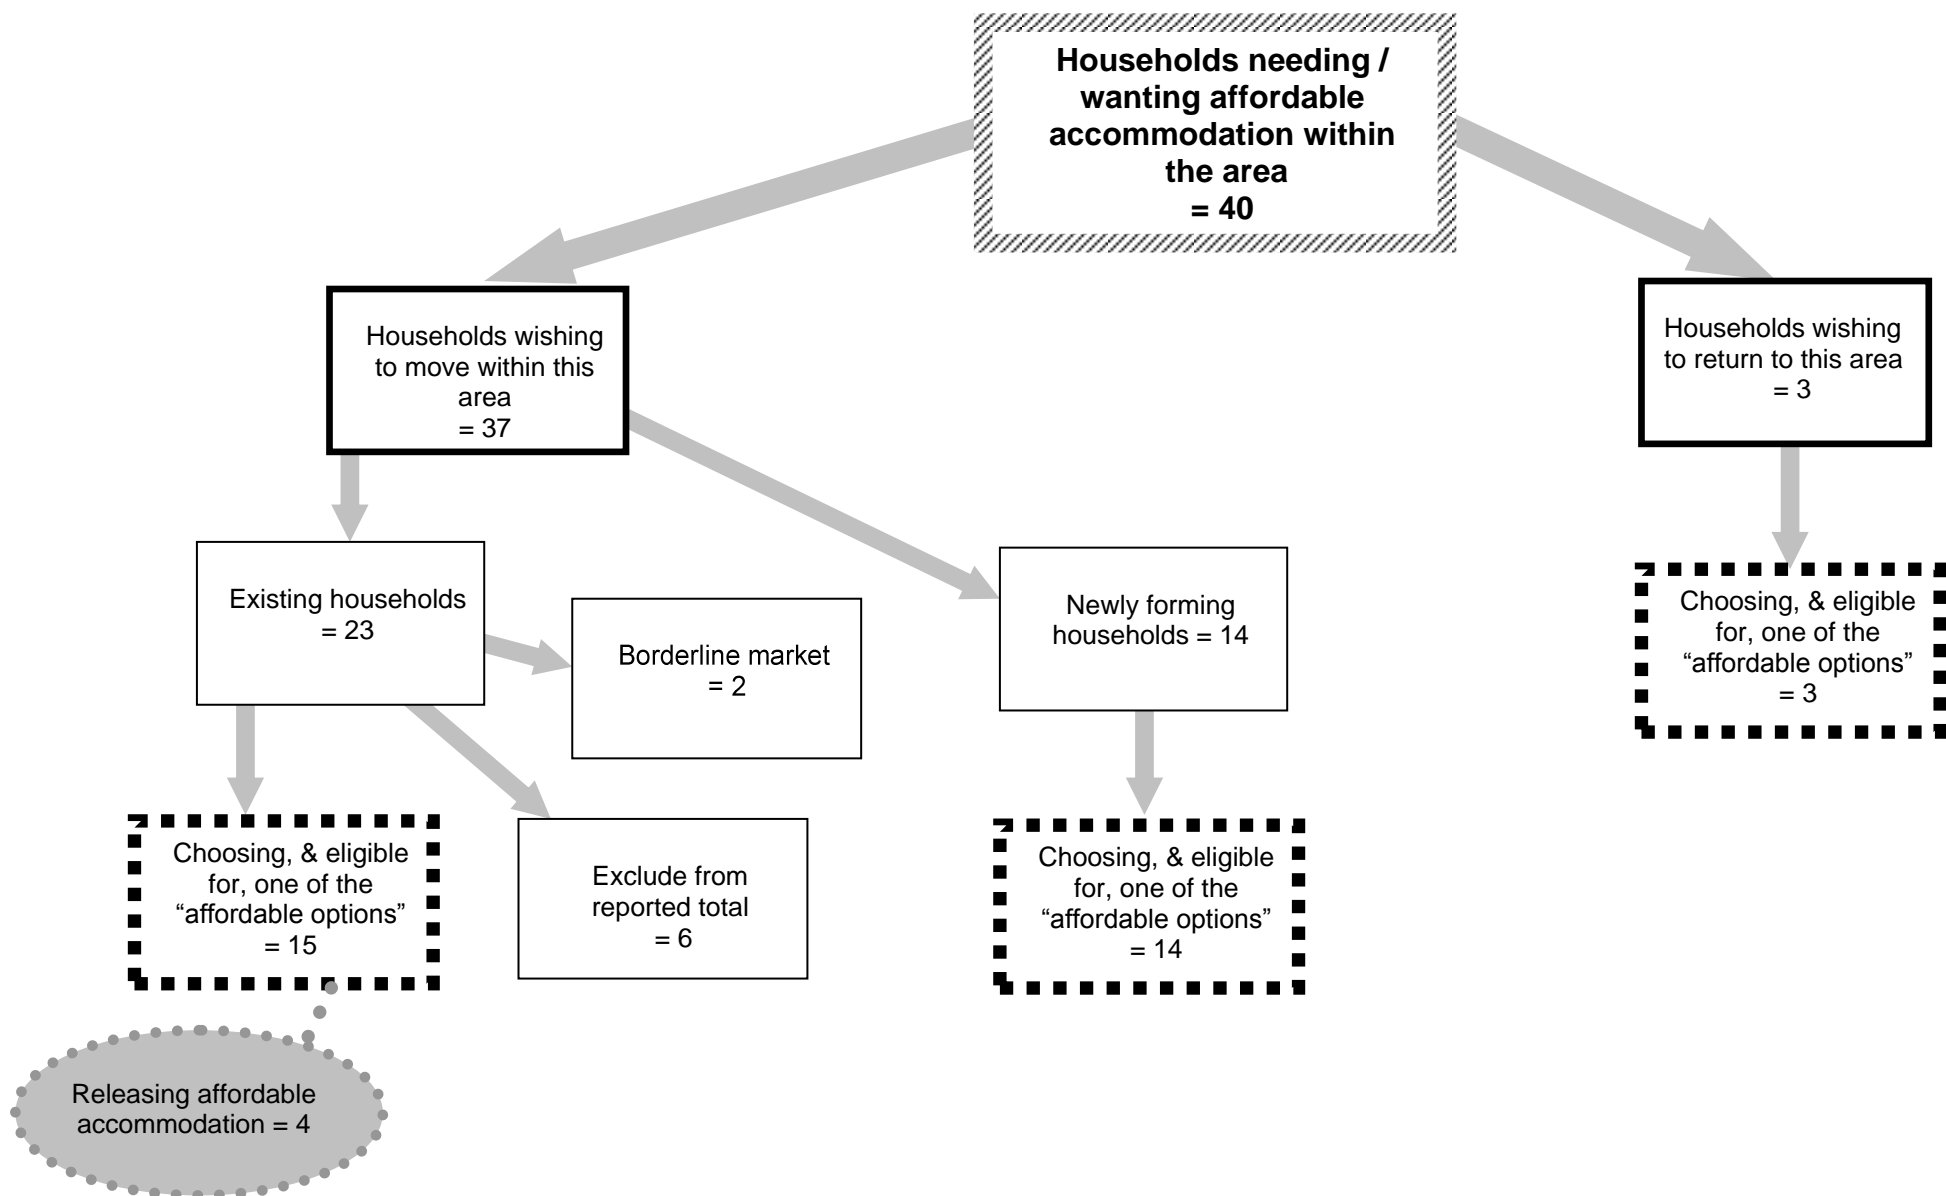 Households needing /
wanting affordable
accommodation within
the area
= 40
Households wishing
to move within this
area
= 37
Households wishing
to return to this area
= 3
Existing households
= 23
Borderline market
= 2
Newly forming
households = 14
Choosing, & eligible
for, one of the
“affordable options”
= 3
Choosing, & eligible
for, one of the
“affordable options”
= 15
Exclude from
reported total
= 6
Choosing, & eligible
for, one of the
“affordable options”
= 14
Releasing affordable
accommodation = 4